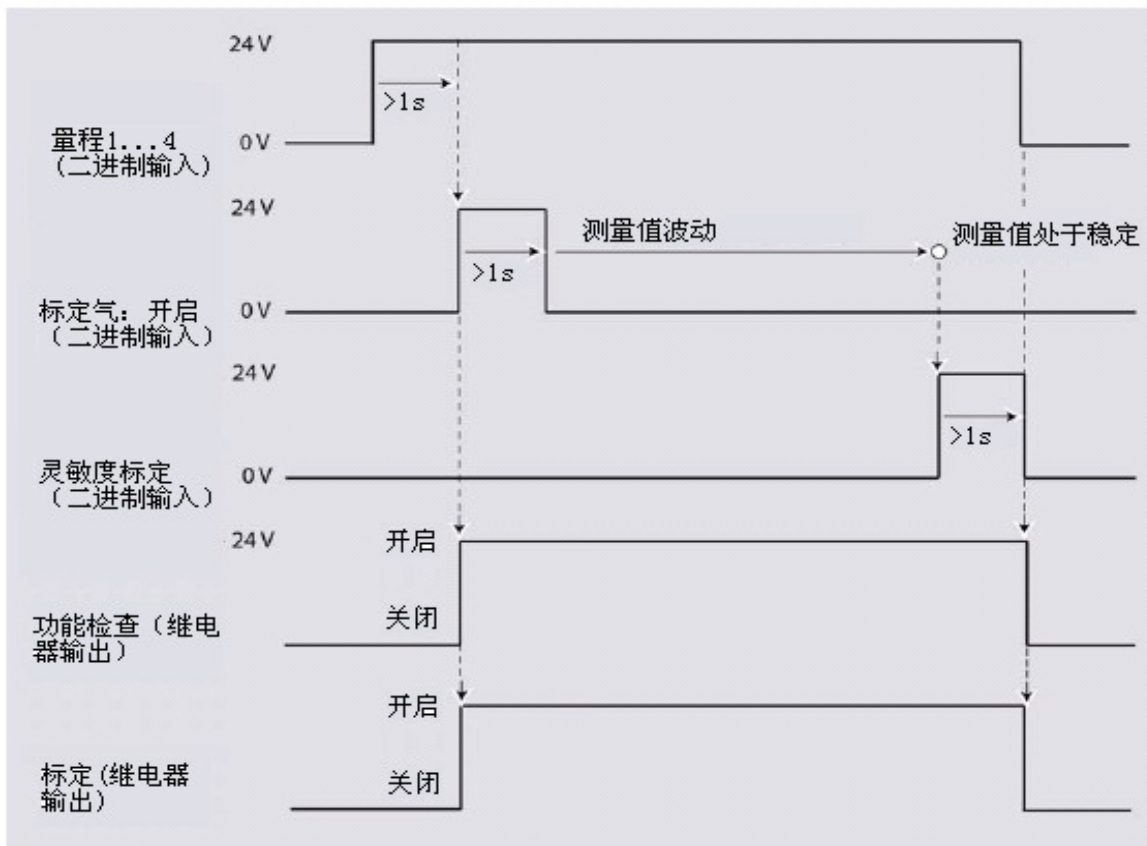 24V
>1s
量程1...4
(二进制输入)
0V
24V
测量值波动
测量值处于稳定
>1s
标定气: 开启
(二进制输入)
0V
24V
>1s
灵敏度标定
(二进制输入)
0V
24V
开启
功能检查（继电
器输出）
关闭
开启
标定(继电器
输出)
关闭